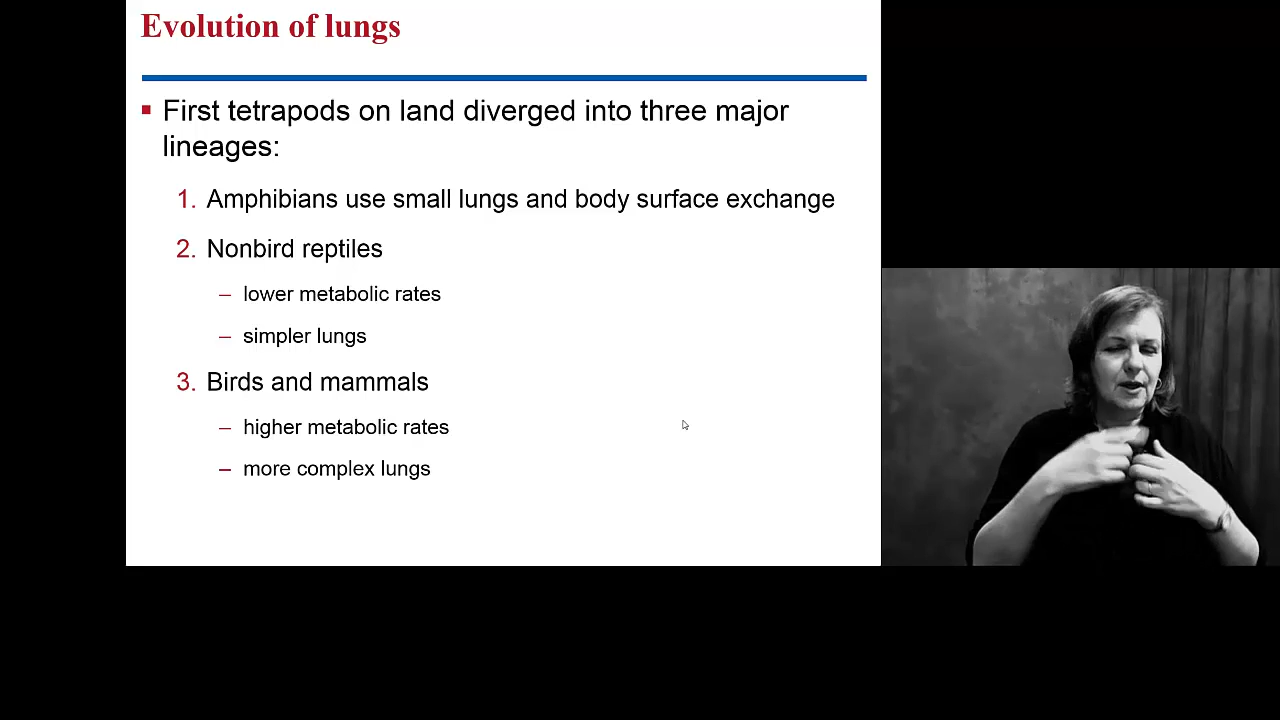 Evolution of lungs
▪ First tetrapods on land diverged into three major
lineages:
1. Amphibians use small lungs and body surface exchange
2. Nonbird reptiles
– lower metabolic rates
– simpler lungs
3. Birds and mammals
– higher metabolic rates
– more complex lungs